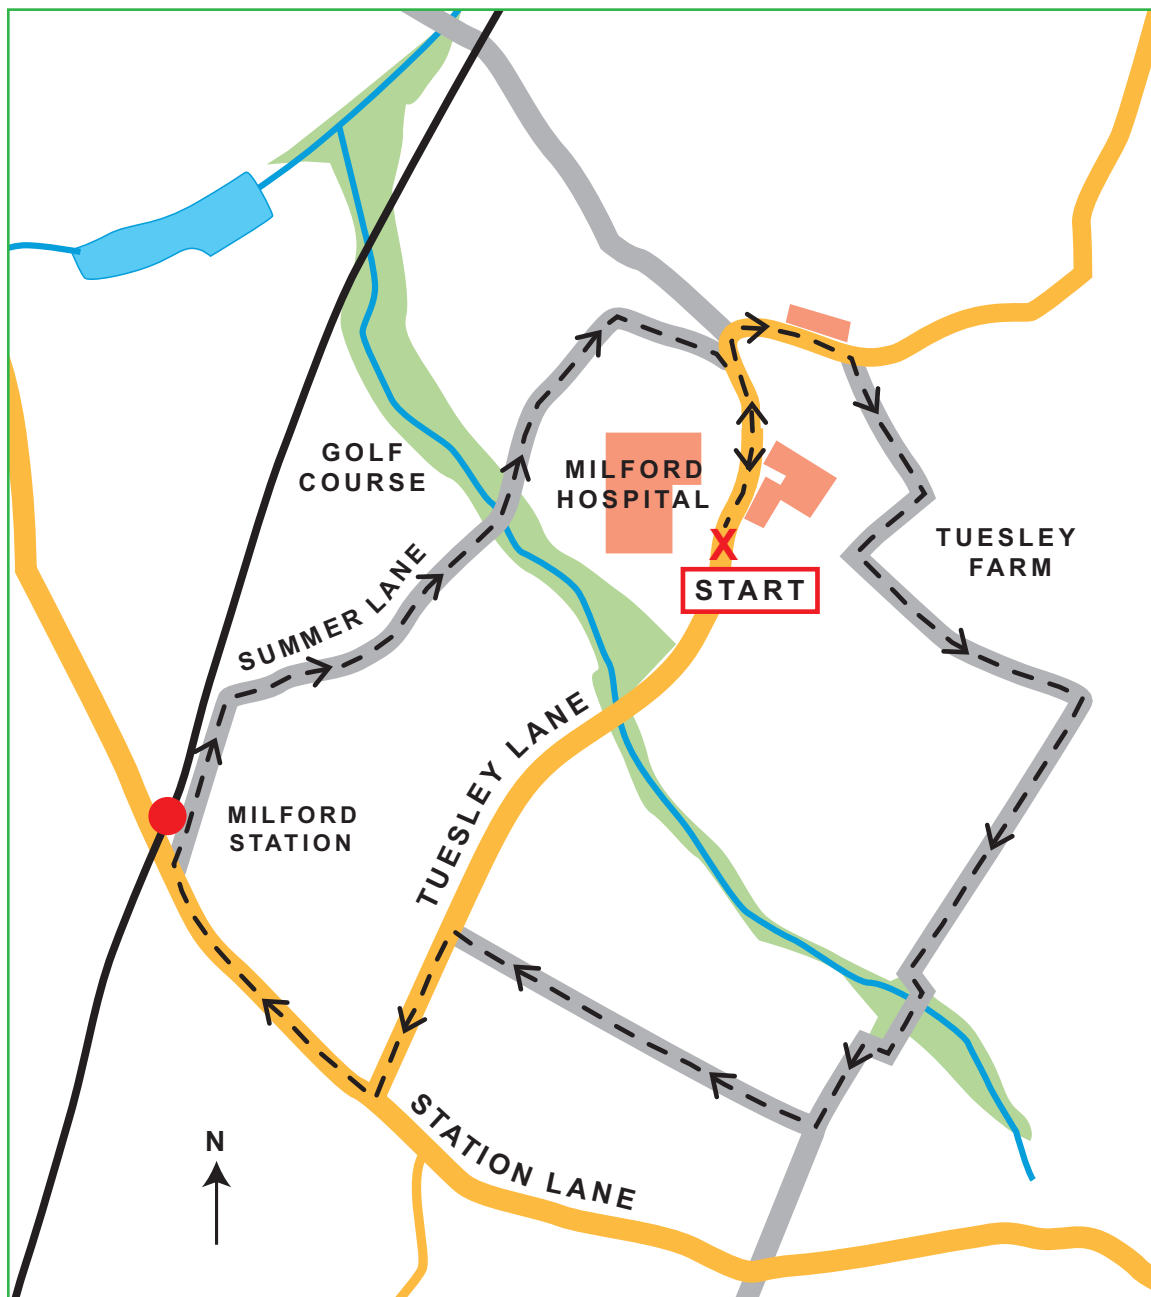 GOLF
COURSE
MILFORD
HOSPITAL
TUESLEY
FARM
X
START
SUMMER LANE
TUESLEY LANE
MILFORD
STATION
STATION LANE
N